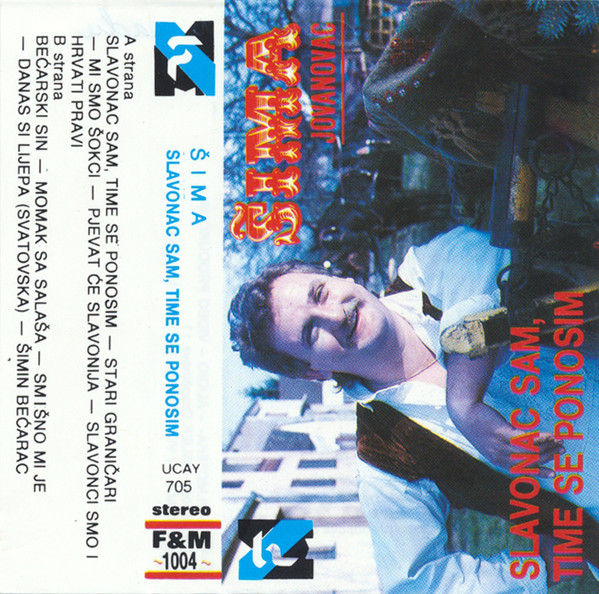 A strana
SLAVONAC SAM, TIME SE PONOSIM — STARI GRANIČARI
— MI SMO ŠOKCI — PJEVAT ĆE SLAVONIJA — SLAVONCI SMO I
HRVATI PRAVI
B strana
BEĆARSKI SIN — MOMAK SA SALAŠA — SMIŠNO MI JE
— DANAS SI LIJEPA (SVATOVSKA) — ŠIMIN BEĆARAC
ŠIMA
SLAVONAC SAM, TIME SE PONOSIM
UCAY
705
stereo
F&M
~1004~
ŠIMA
JOVANOVAC
SLAVONAC SAM,
TIME SE PONOSIM